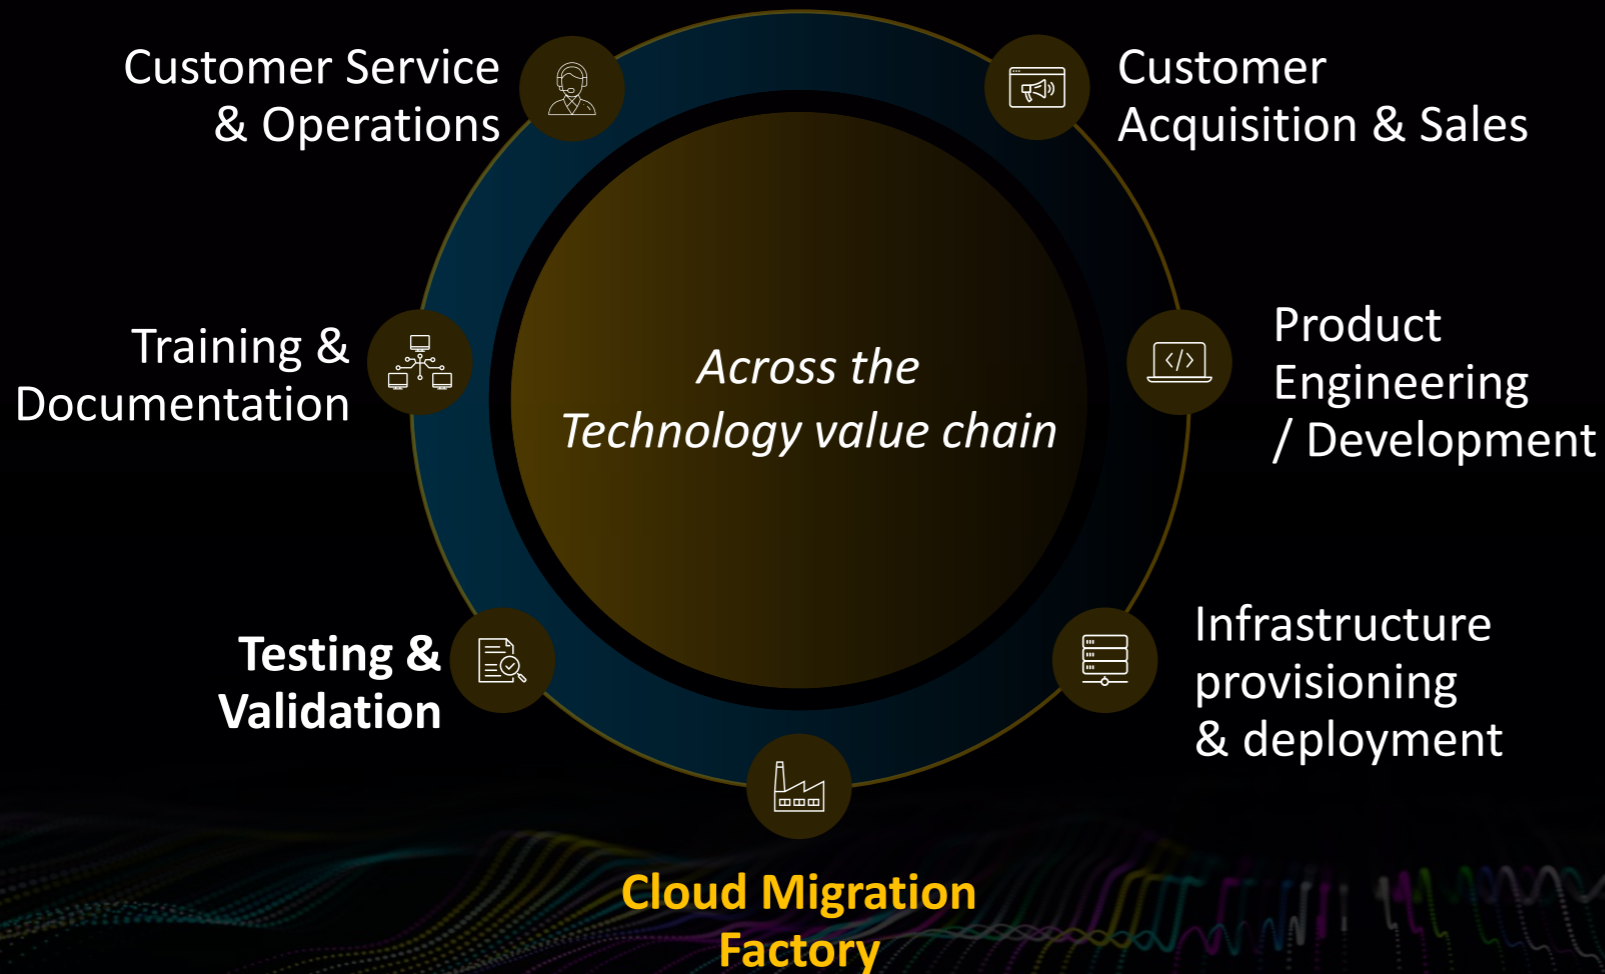 Customer Service
& Operations
Customer
Acquisition & Sales
Training &
Documentation
Across the
Technology value chain
Product
Engineering
/ Development
Testing &
Validation
Infrastructure
provisioning
& deployment
Cloud Migration
Factory